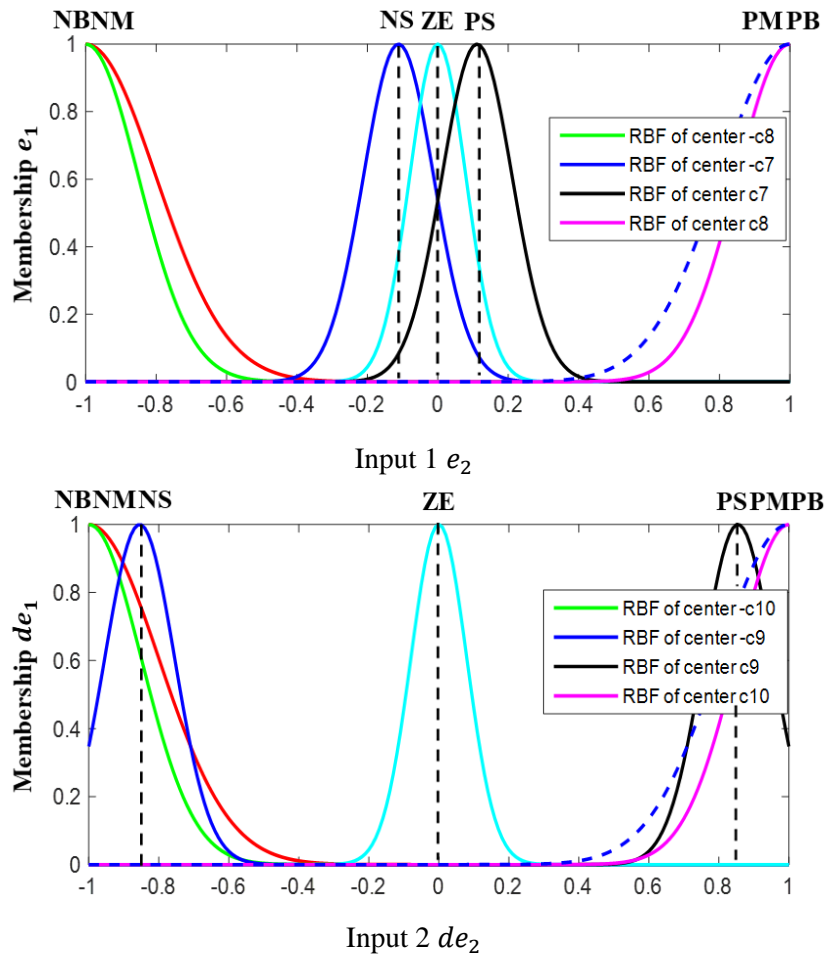 NBNM NS ZE PS PMPB
1
0.8
0.6
0.4
0.2
0
Membership e₁
RBF of center -c8
RBF of center -c7
RBF of center c7
RBF of center c8
-1 -0.8 -0.6 -0.4 -0.2 0 0.2 0.4 0.6 0.8 1
Input 1 e₂
NBNMNS ZE PSPMPB
1
0.8
0.6
0.4
0.2
0
Membership de₁
RBF of center -c10
RBF of center -c9
RBF of center c9
RBF of center c10
-1 -0.8 -0.6 -0.4 -0.2 0 0.2 0.4 0.6 0.8 1
Input 2 de₂